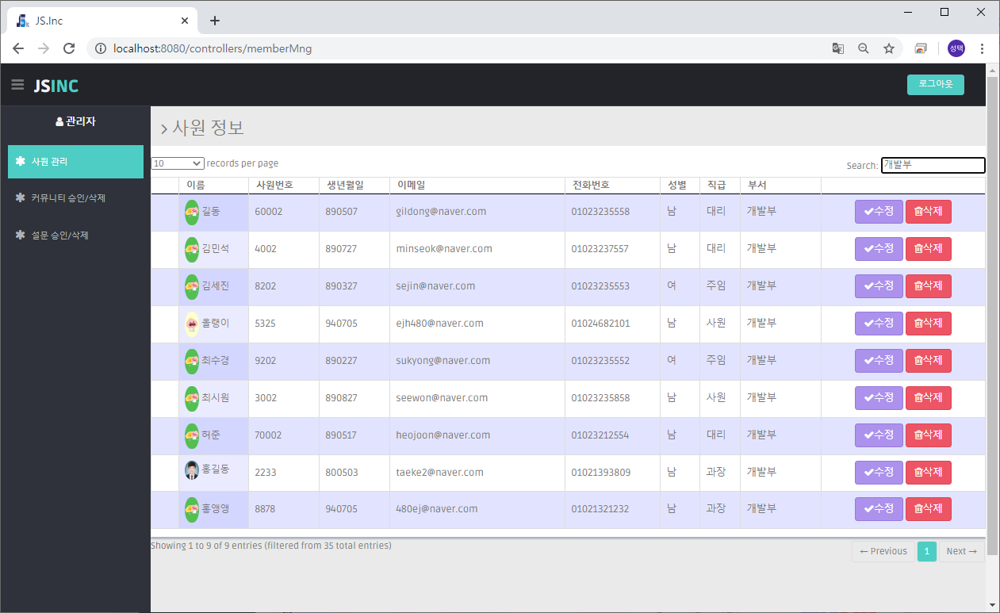 JS.Inc
localhost:8080/controllers/memberMng
성택
JSINC
로그아웃
관리자
사원 관리
커뮤니티 승인/삭제
설문 승인/삭제
사원 정보
10 records per page
Search: 개발부
이름 사원번호 생년월일 이메일 전화번호 성별 직급 부서
길동 60002 890507 gildong@naver.com 01023235558 남 대리 개발부 수정 삭제
김민석 4002 890727 minseok@naver.com 01023237557 남 대리 개발부 수정 삭제
김세진 8202 890327 sejin@naver.com 01023235553 여 주임 개발부 수정 삭제
올랭이 5325 940705 ejh480@naver.com 01024682101 남 사원 개발부 수정 삭제
최수경 9202 890227 sukyong@naver.com 01023235552 여 주임 개발부 수정 삭제
최시원 3002 890827 seewon@naver.com 01023235858 남 사원 개발부 수정 삭제
허준 70002 890517 heojoon@naver.com 01023212554 남 대리 개발부 수정 삭제
홍길동 2233 800503 taeke2@naver.com 01021393809 남 과장 개발부 수정 삭제
홍앵앵 8878 940705 480ej@naver.com 01021321232 남 과장 개발부 수정 삭제
Showing 1 to 9 of 9 entries (filtered from 35 total entries)
← Previous 1 Next →